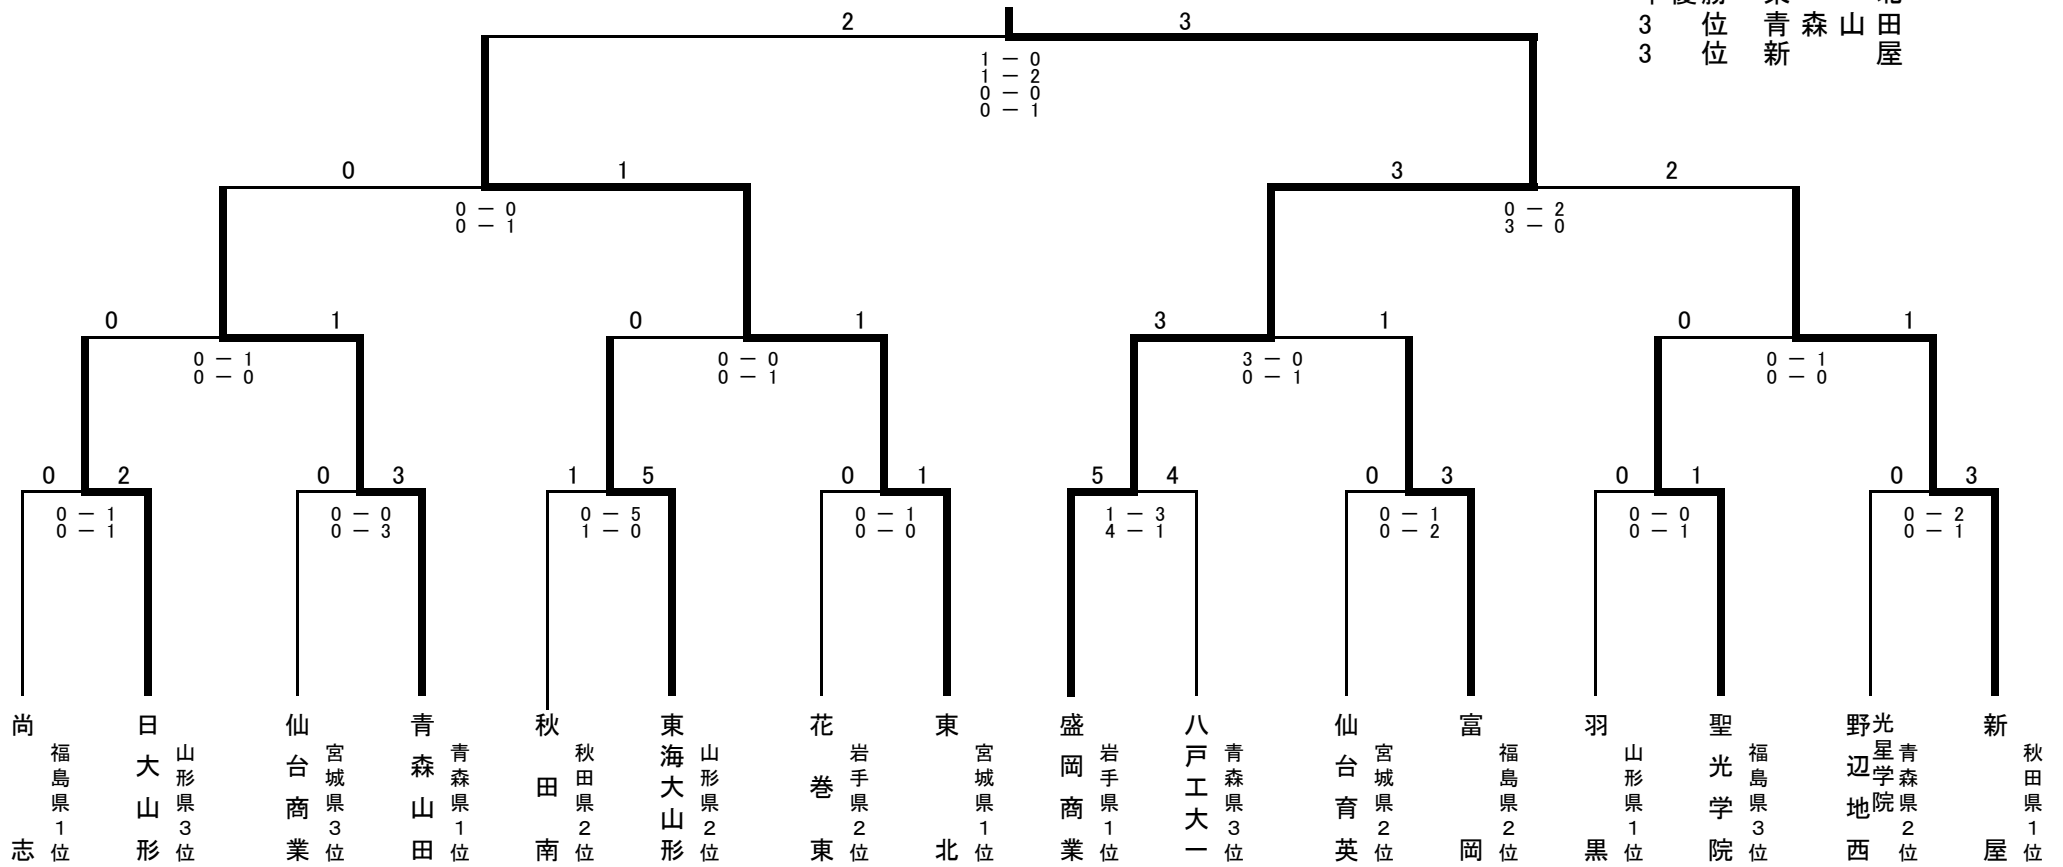 3 位 青森山田
3 位 新屋
2 3
1 － 0
1 － 2
0 － 0
0 － 1
0 1 3 2
0 － 0 0 － 2
0 － 1 3 － 0
0 1 0 1 3 1 0 1
0 － 1 0 － 0 3 － 0 0 － 1
0 － 0 0 － 1 0 － 1 0 － 0
0 2 0 3 1 5 0 1 5 4 0 3 0 1 0 3
0 － 1 0 － 0 0 － 5 0 － 1 1 － 3 0 － 1 0 － 0 0 － 2
0 － 1 0 － 3 1 － 0 0 － 0 4 － 1 0 － 2 0 － 1 0 － 1
尚志
福島県1位
日大山形
山形県3位
仙台商業
宮城県3位
青森山田
青森県1位
秋田南
秋田県2位
東海大山形
山形県2位
花巻東
岩手県2位
東北
宮城県1位
盛岡商業
岩手県1位
八戸工大一
青森県3位
仙台育英
宮城県2位
富岡
福島県2位
羽黒
山形県1位
聖光学院
福島県3位
野辺地西
光星学院
青森県2位
新屋
秋田県1位